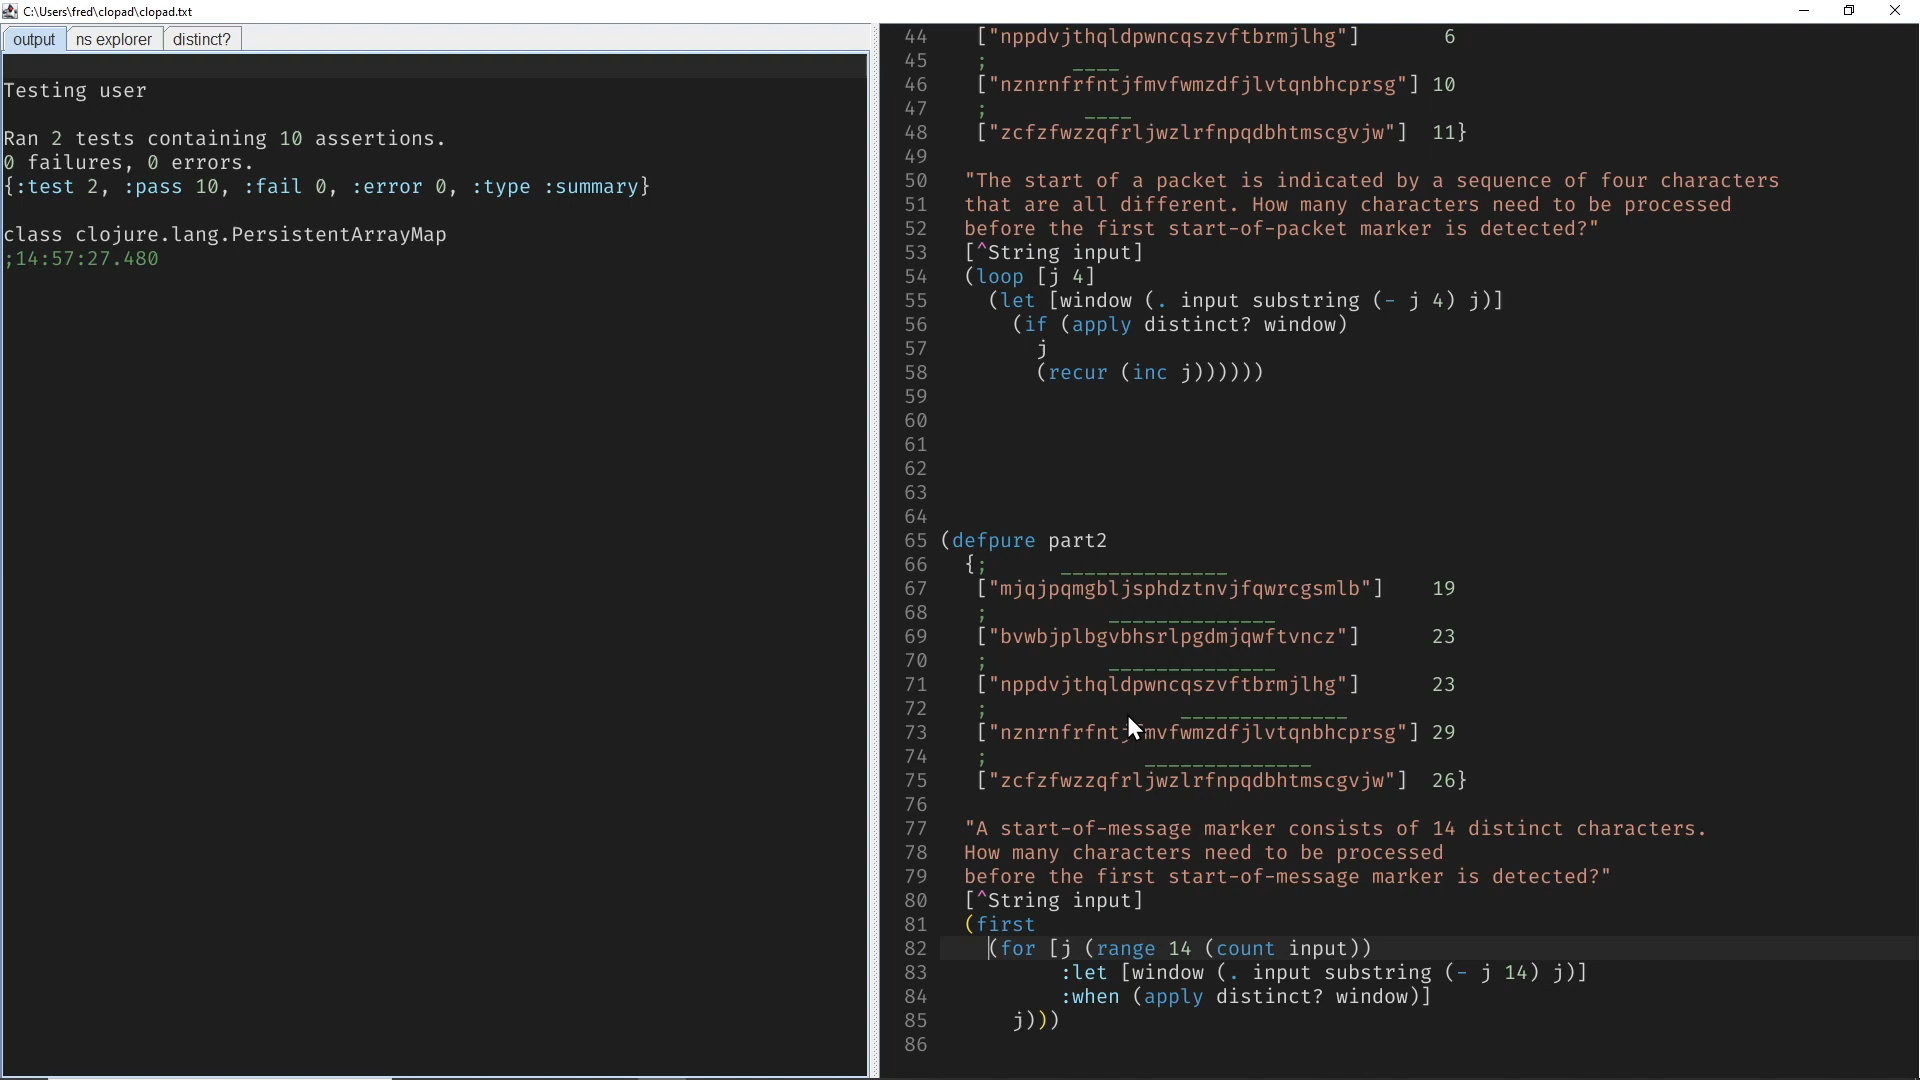 C:\Users\fred\clopad\clopad.txt
output
ns explorer
distinct?
Testing user
Ran 2 tests containing 10 assertions.
0 failures, 0 errors.
{:test 2, :pass 10, :fail 0, :error 0, :type :summary}
class clojure.lang.PersistentArrayMap
;14:57:27.480
44 ["nppdvjthqldpwncqszvftbrmjlhg"] 6
45 ; ____
46 ["nznrnfrfntjfmvfwmzdfjlvtqnbhcprsg"] 10
47 ; ____
48 ["zcfzfwzzqfrljwzlrfnpqdbhtmscgvjw"] 11}
49
50 "The start of a packet is indicated by a sequence of four characters
51 that are all different. How many characters need to be processed
52 before the first start-of-packet marker is detected?"
53 [^String input]
54 (loop [j 4]
55 (let [window (. input substring (- j 4) j)]
56 (if (apply distinct? window)
57 j
58 (recur (inc j))))))
59
60
61
62
63
64
65 (defpure part2
66 {; ______________
67 ["mjqjpqmgbljsphdztnvjfqwrcgsmlb"] 19
68 ; ______________
69 ["bvwbjplbgvbhsrlpgdmjqwftvncz"] 23
70 ; ______________
71 ["nppdvjthqldpwncqszvftbrmjlhg"] 23
72 ; ______________
73 ["nznrnfrfntjfmvfwmzdfjlvtqnbhcprsg"] 29
74 ; ______________
75 ["zcfzfwzzqfrljwzlrfnpqdbhtmscgvjw"] 26}
76
77 "A start-of-message marker consists of 14 distinct characters.
78 How many characters need to be processed
79 before the first start-of-message marker is detected?"
80 [^String input]
81 (first
82 (for [j (range 14 (count input))
83 :let [window (. input substring (- j 14) j)]
84 :when (apply distinct? window)]
85 j)))
86